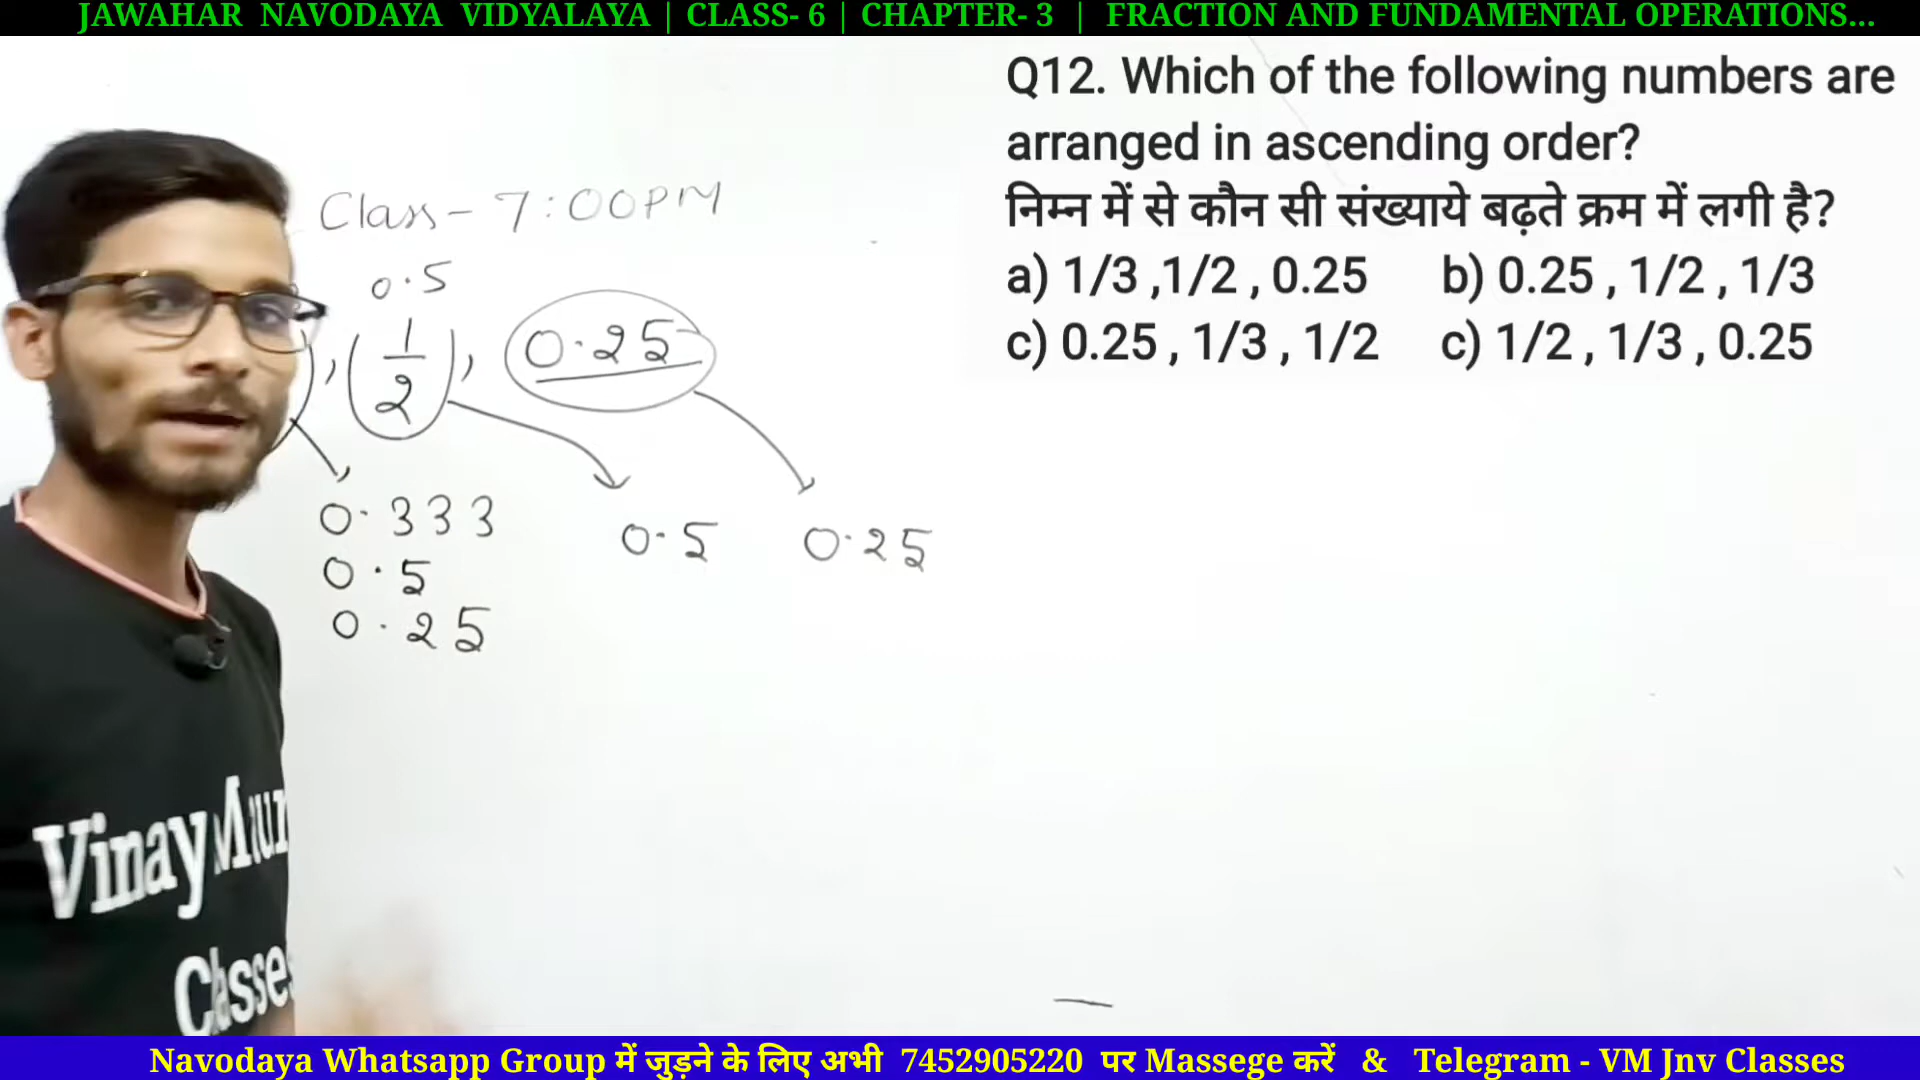 JAWAHAR NAVODAYA VIDYALAYA | CLASS- 6 | CHAPTER- 3 | FRACTION AND FUNDAMENTAL OPERATIONS...
Q12. Which of the following numbers are
arranged in ascending order?
निम्न में से कौन सी संख्याये बढ़ते क्रम में लगी है?
a) 1/3 ,1/2 , 0.25 b) 0.25 , 1/2 , 1/3
c) 0.25 , 1/3 , 1/2 c) 1/2 , 1/3 , 0.25
Class - 7:00PM
0.5
), (1/2), 0.25
0.333 0.5 0.25
0.5
0.25
Vinay
Classes
Navodaya Whatsapp Group में जुड़ने के लिए अभी 7452905220 पर Massege करें & Telegram - VM Jnv Classes